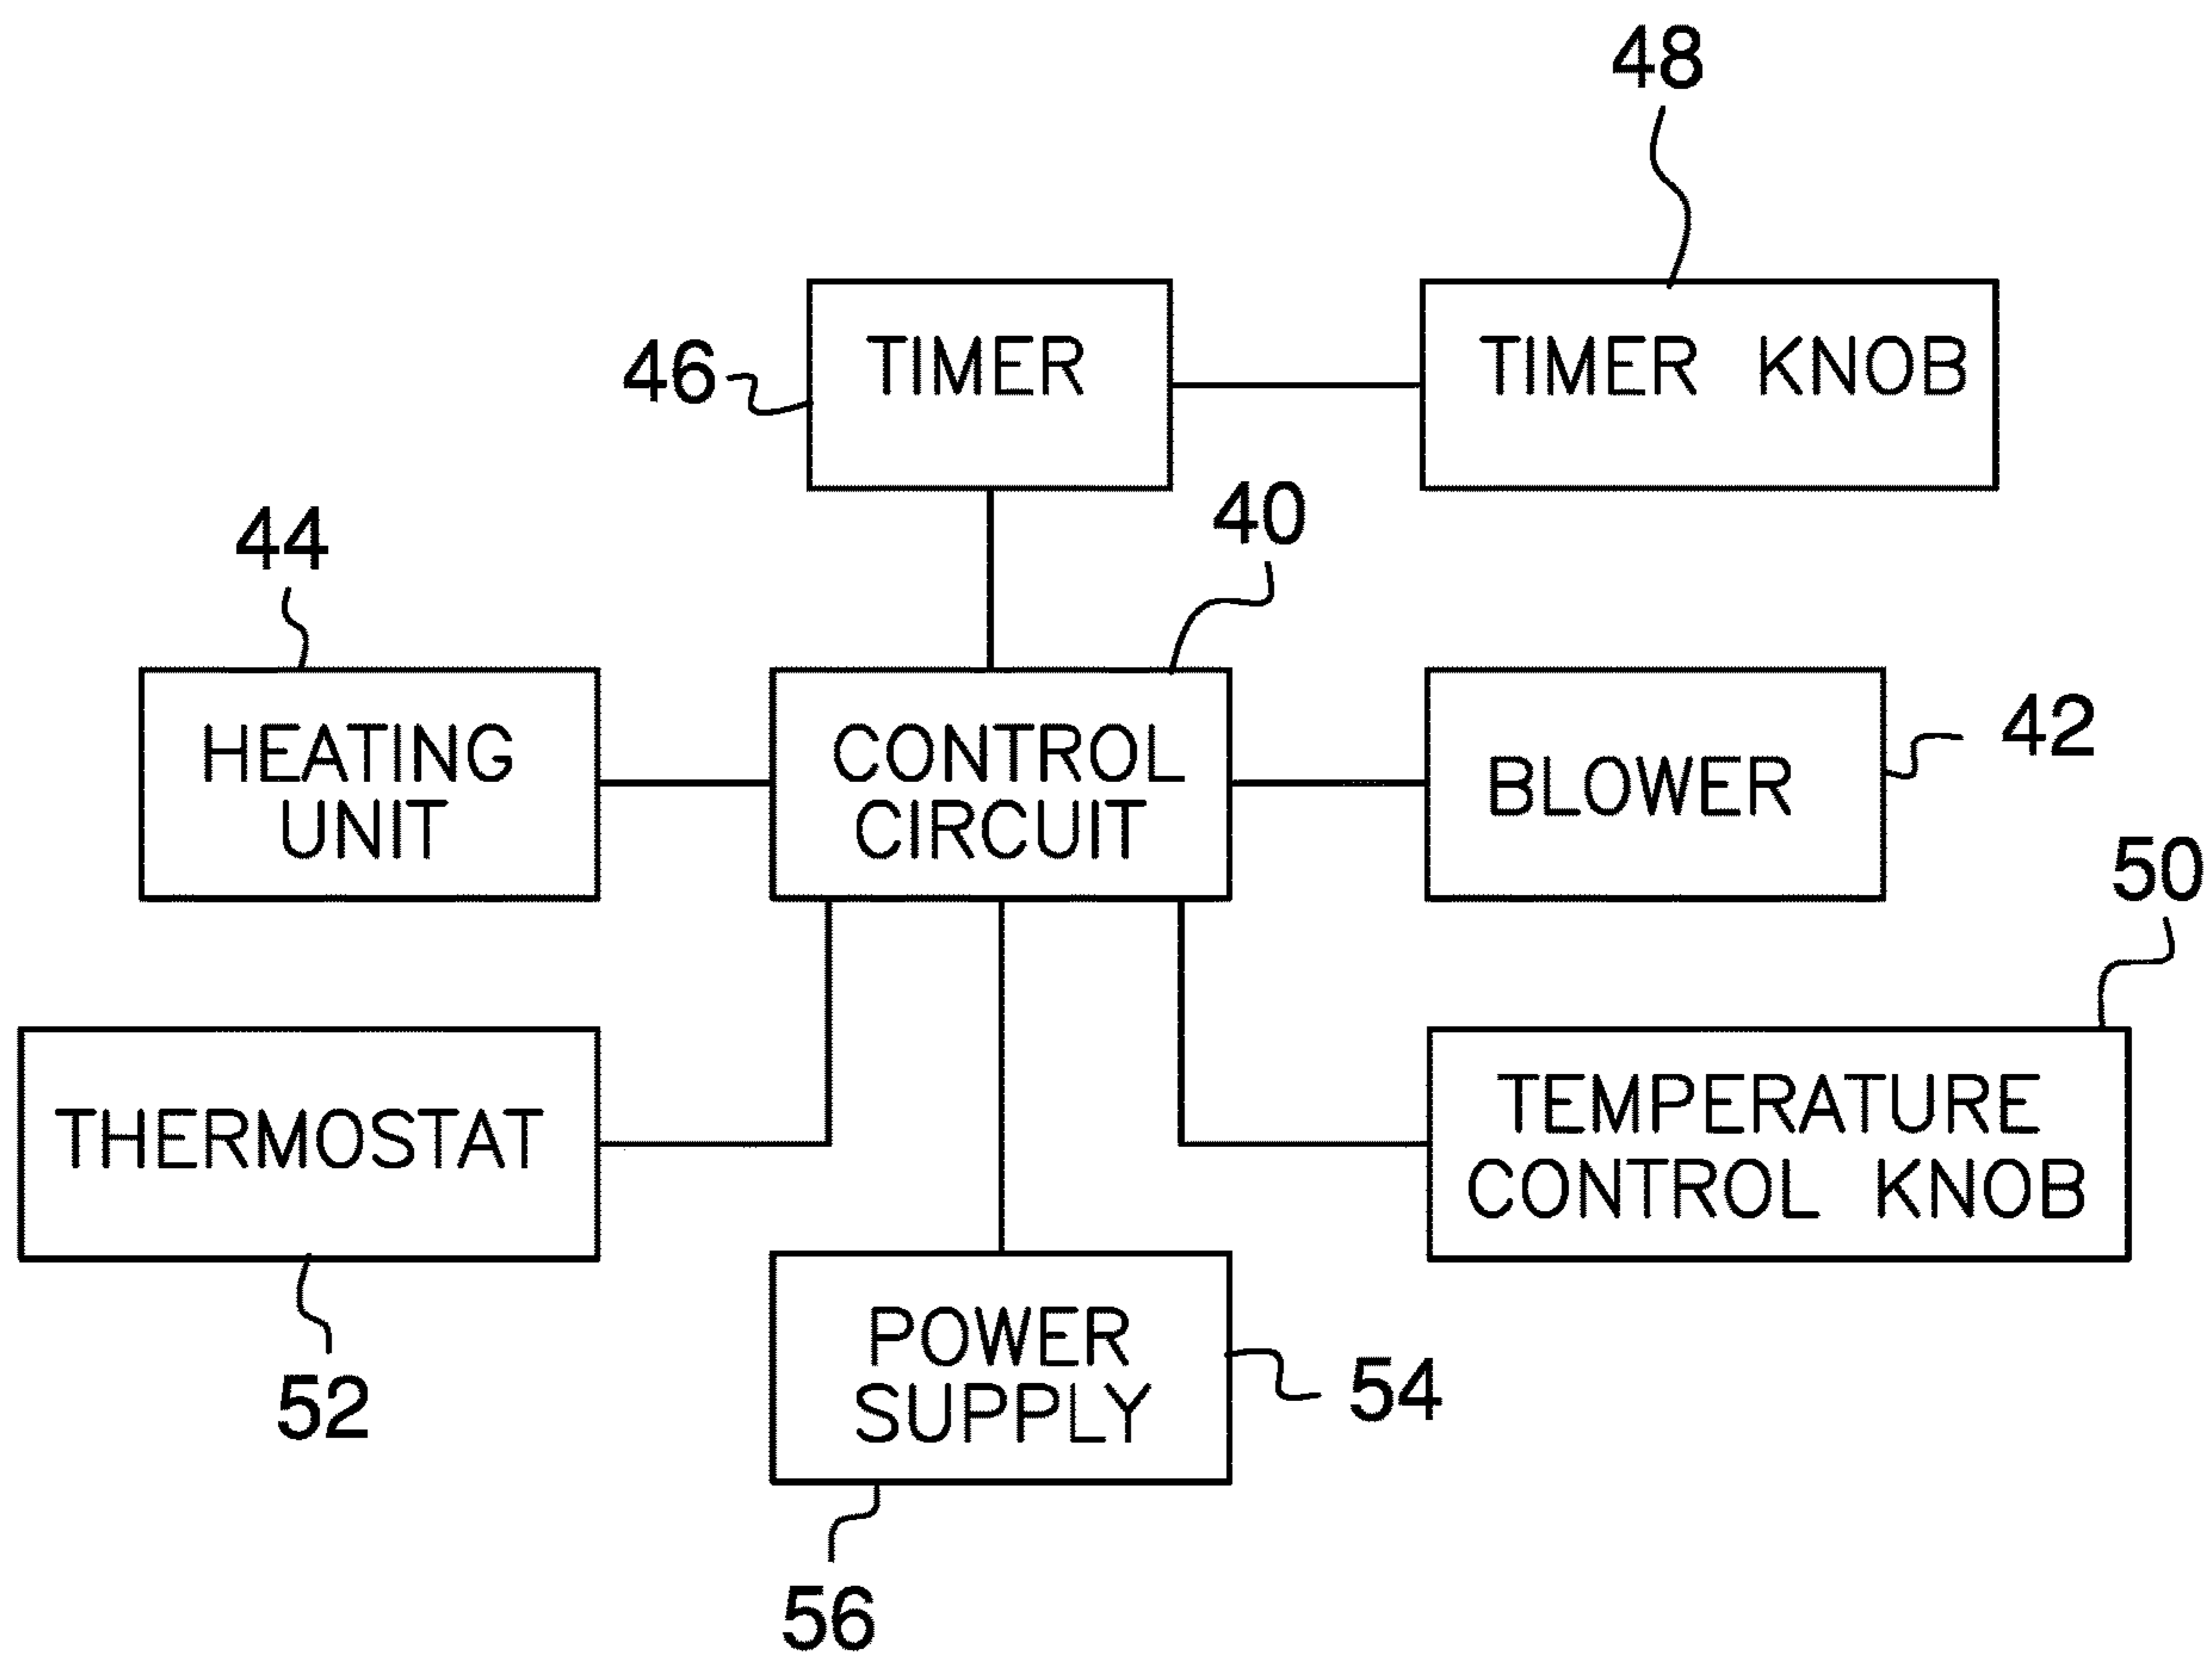 48
TIMER
TIMER KNOB
46
40
44
HEATING
UNIT
CONTROL
CIRCUIT
BLOWER
42
50
THERMOSTAT
TEMPERATURE
CONTROL KNOB
52
POWER
SUPPLY
54
56